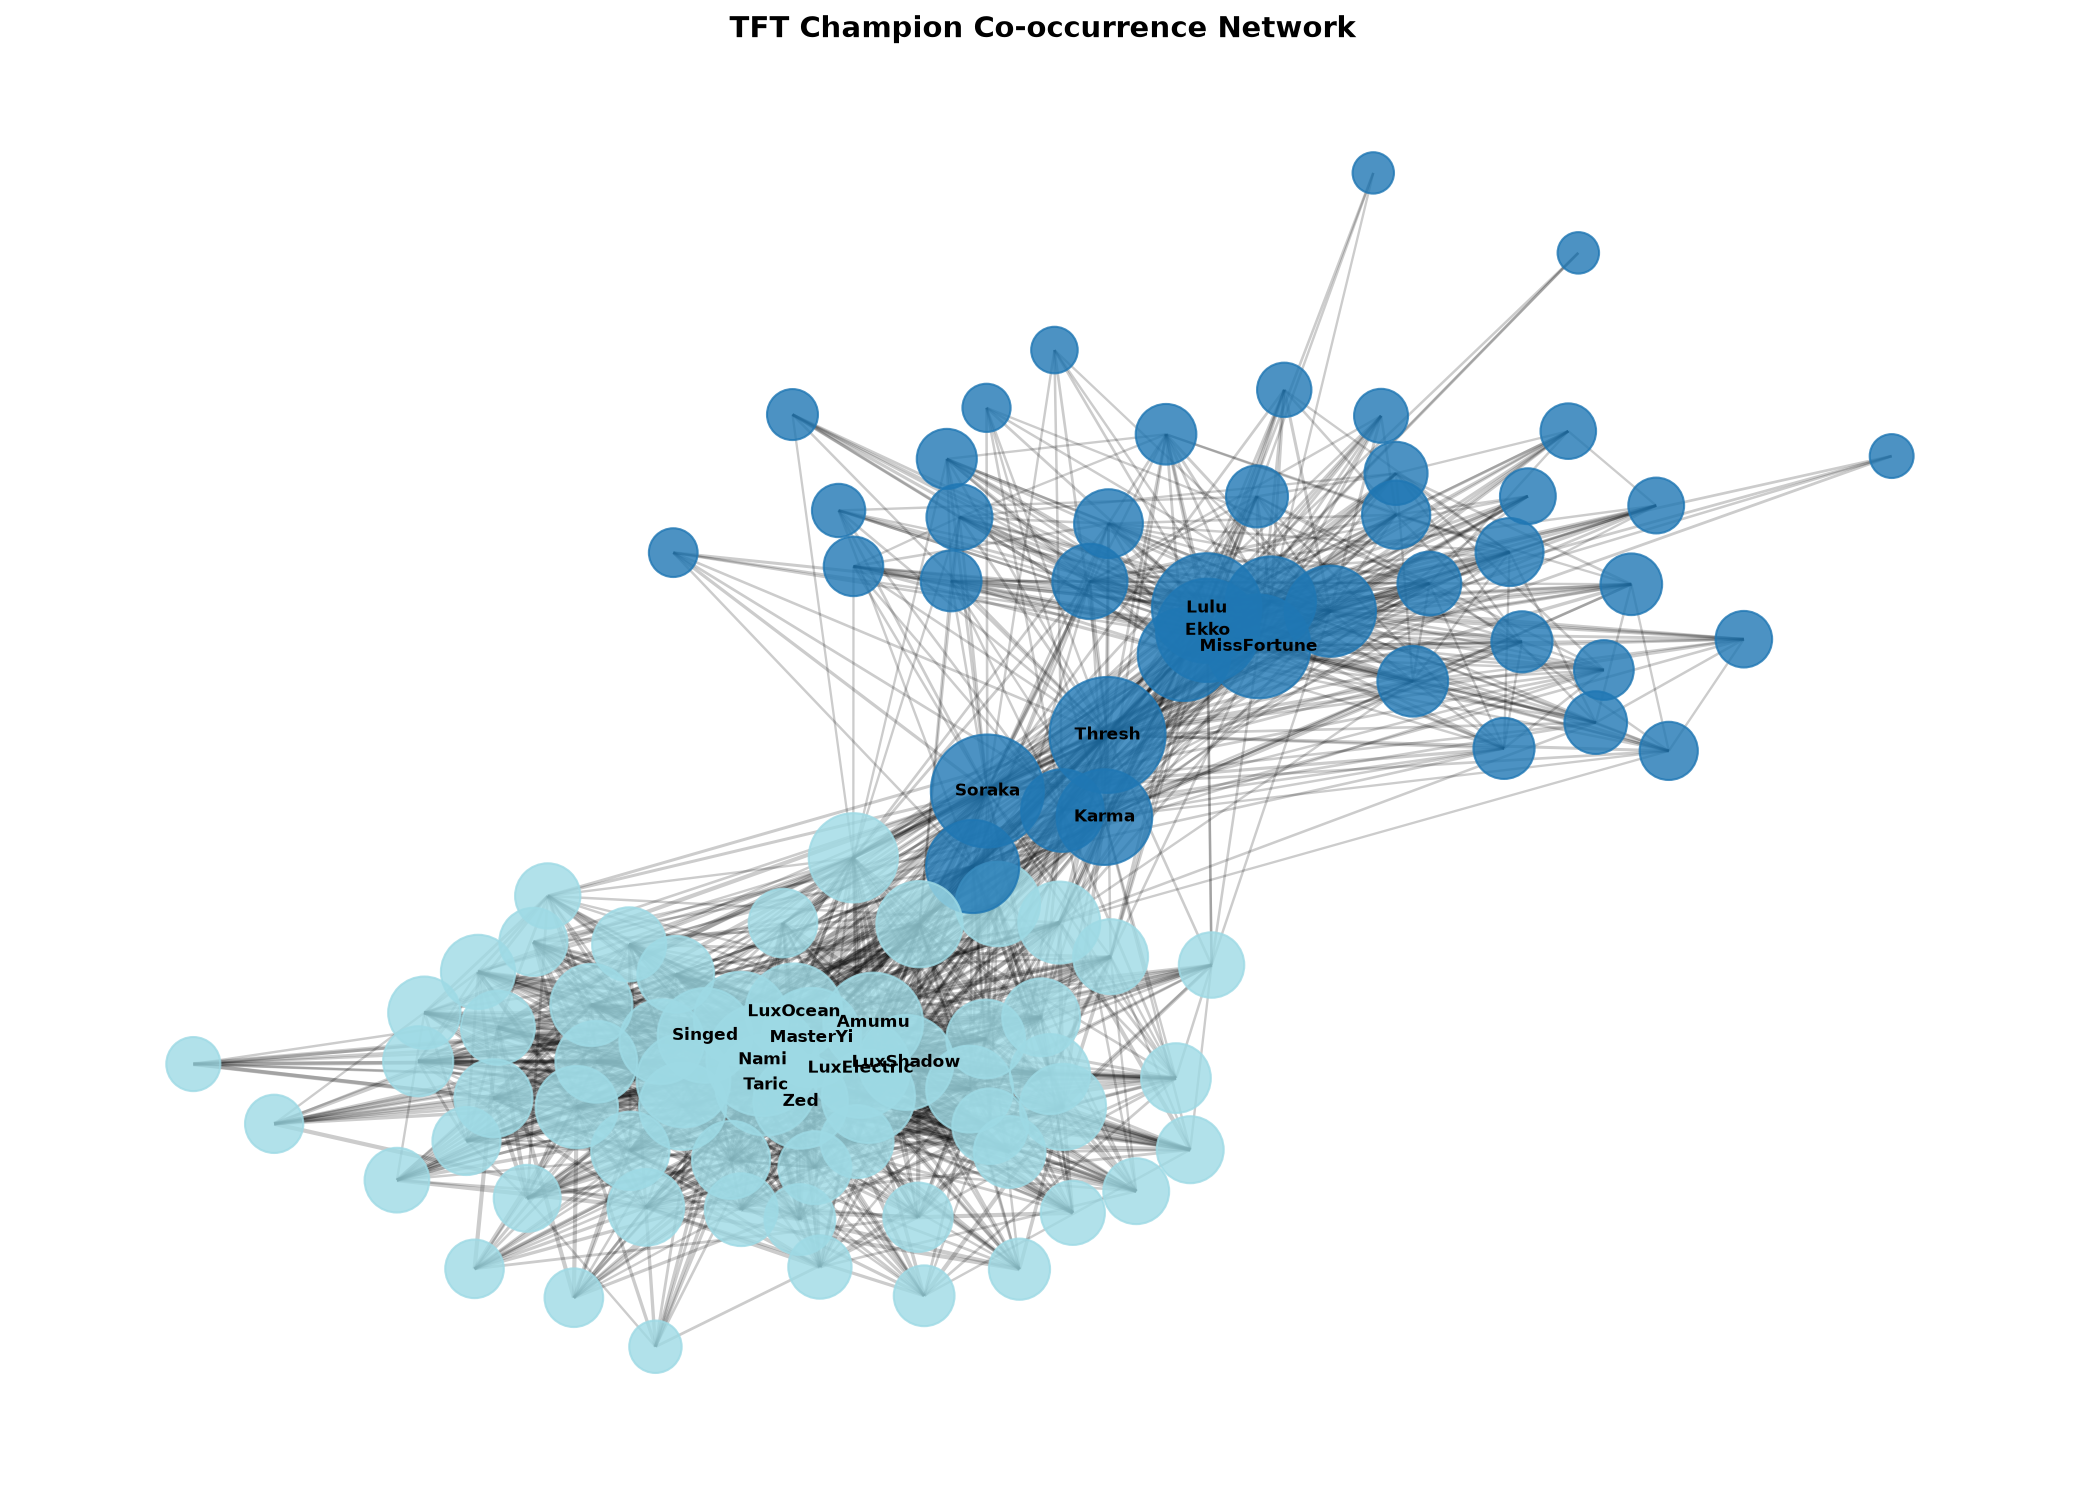 TFT Champion Co-occurrence Network
Lulu
Ekko
MissFortune
Thresh
Soraka
Karma
LuxOcean
Amumu
Singed
MasterYi
Nami
LuxShadow
LuxElectric
Taric
Zed